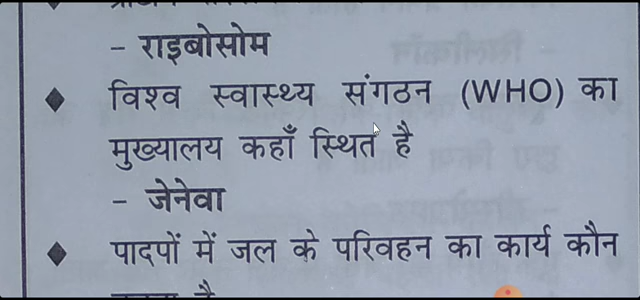 – राइबोसोम
◆ विश्व स्वास्थ्य संगठन (WHO) का
मुख्यालय कहाँ स्थित है
– जेनेवा
◆ पादपों में जल के परिवहन का कार्य कौन
है